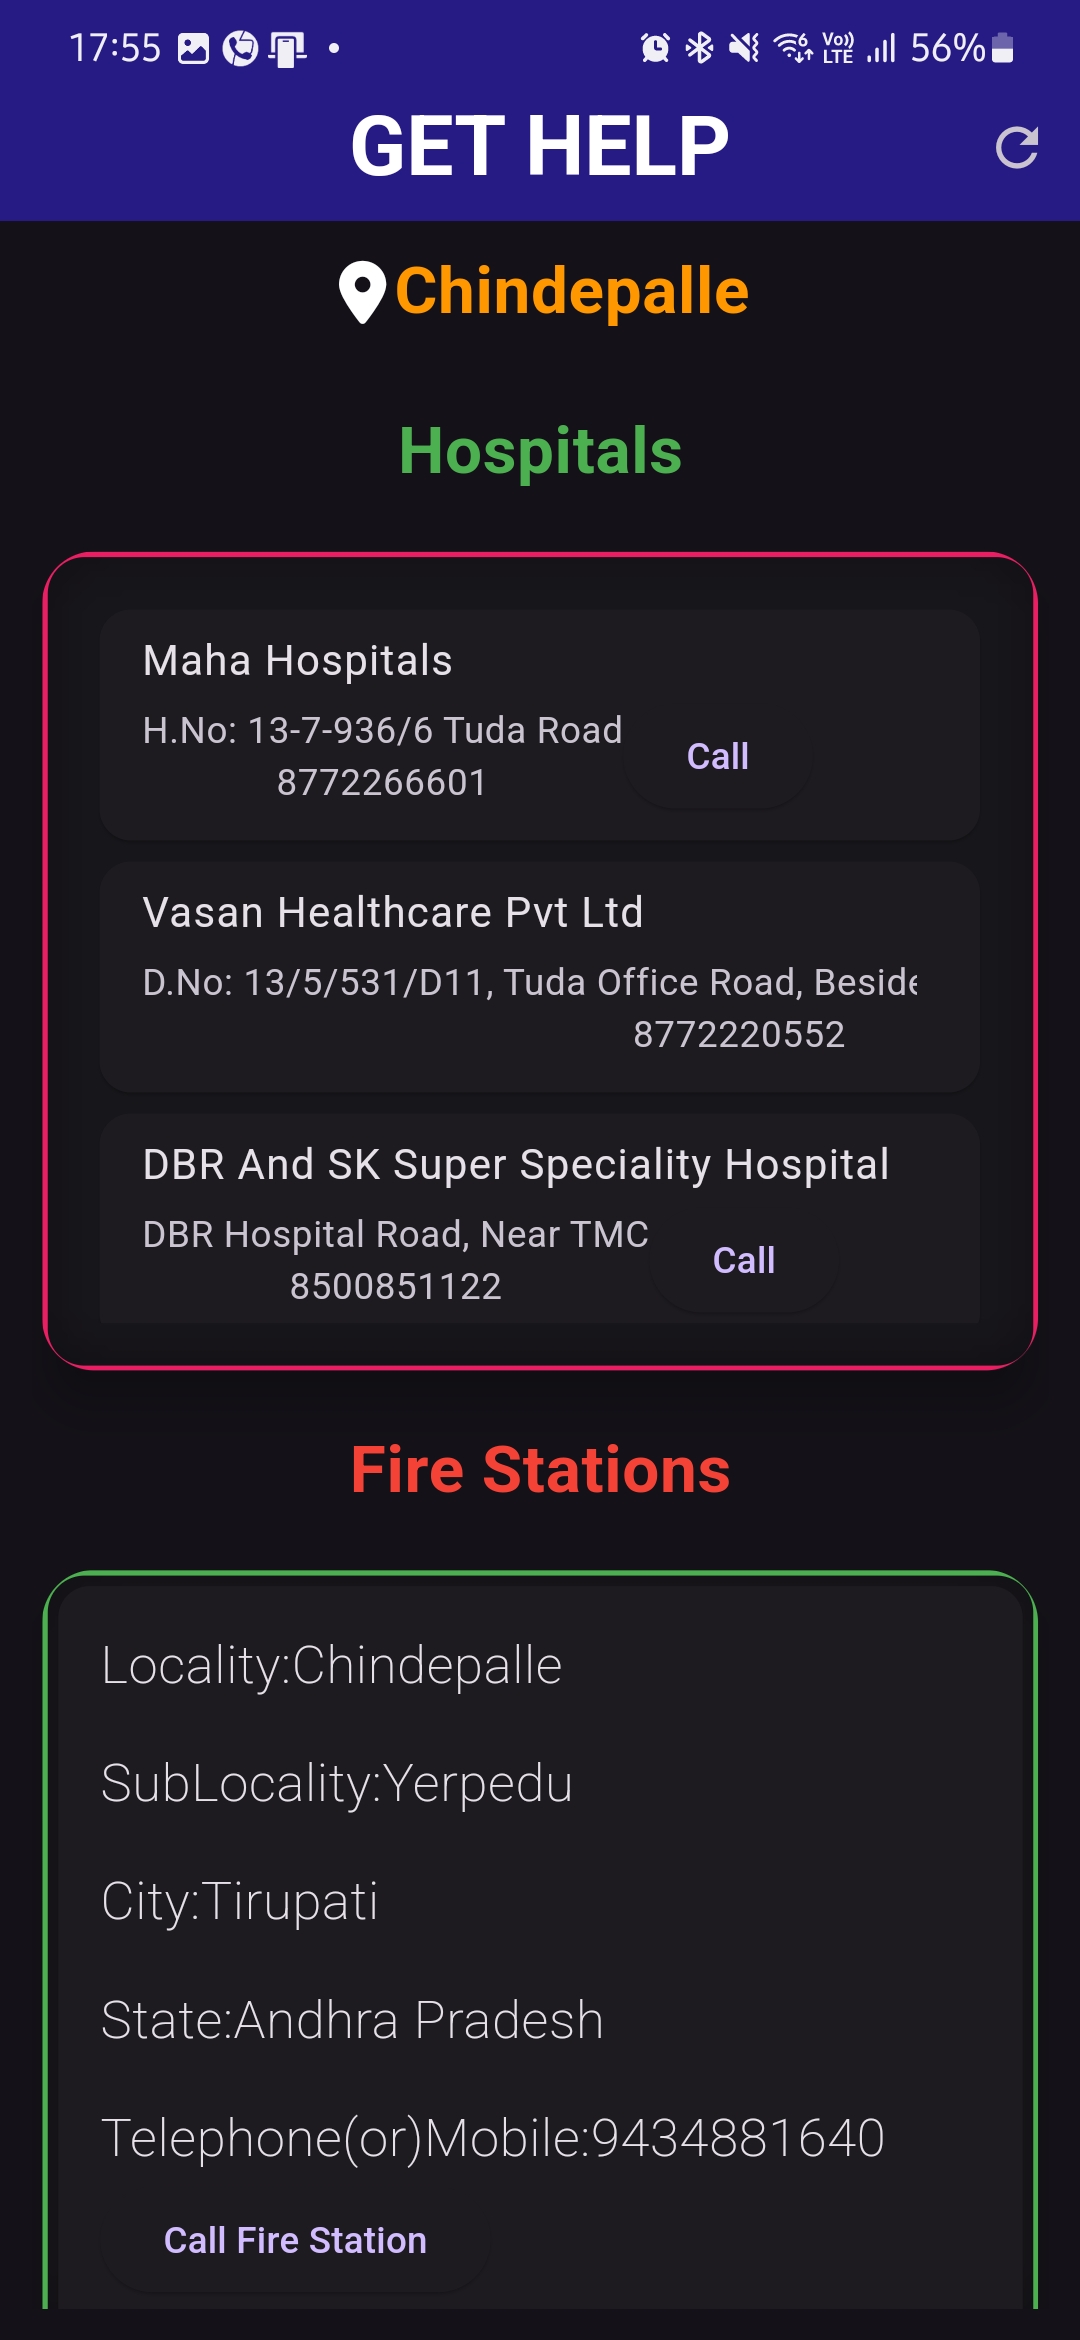 17:55
Vo)) LTE 56%
GET HELP
Chindepalle
Hospitals
Maha Hospitals
H.No: 13-7-936/6 Tuda Road
Call
8772266601
Vasan Healthcare Pvt Ltd
D.No: 13/5/531/D11, Tuda Office Road, Beside
8772220552
DBR And SK Super Speciality Hospital
DBR Hospital Road, Near TMC
Call
8500851122
Fire Stations
Locality:Chindepalle
SubLocality:Yerpedu
City:Tirupati
State:Andhra Pradesh
Telephone(or)Mobile:9434881640
Call Fire Station